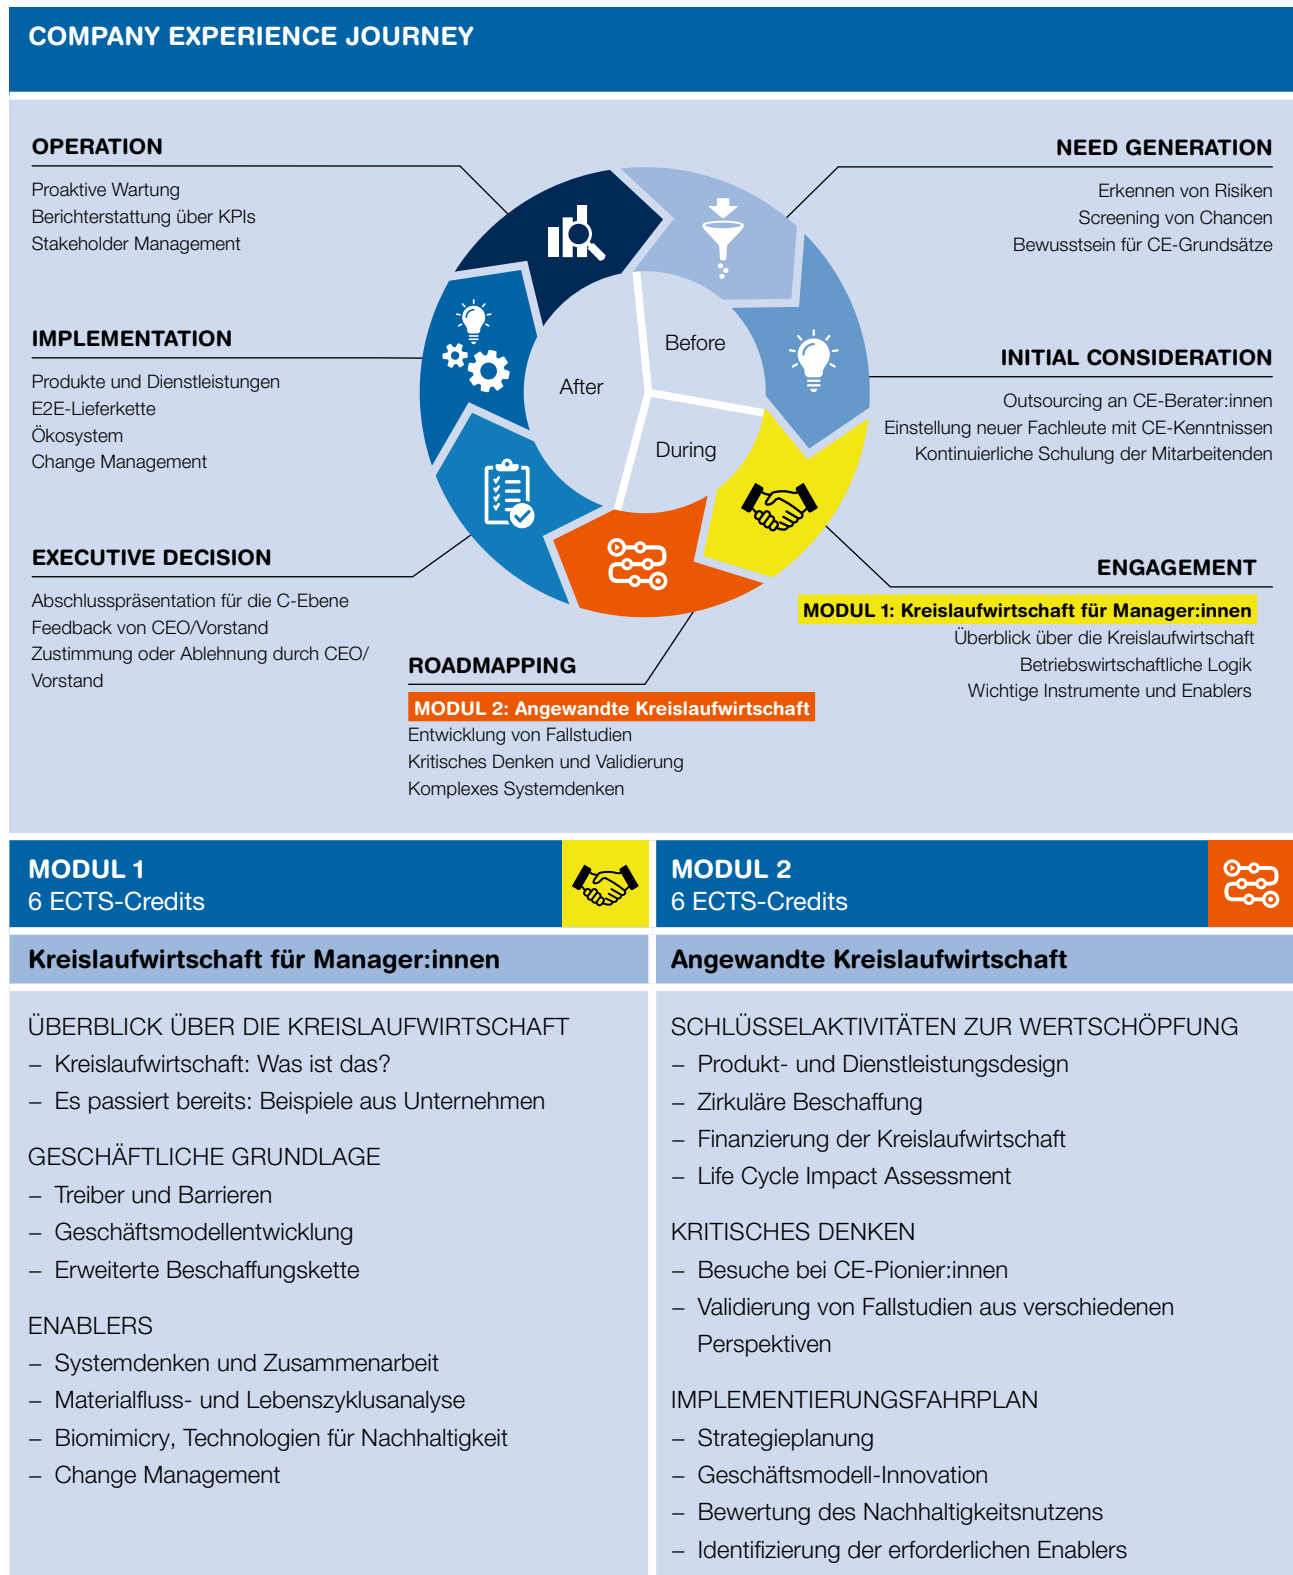 COMPANY EXPERIENCE JOURNEY
OPERATION
Proaktive Wartung
Berichterstattung über KPIs
Stakeholder Management
NEED GENERATION
Erkennen von Risiken
Screening von Chancen
Bewusstsein für CE-Grundsätze
IMPLEMENTATION
Produkte und Dienstleistungen
E2E-Lieferkette
Ökosystem
Change Management
Before
After
During
INITIAL CONSIDERATION
Outsourcing an CE-Berater:innen
Einstellung neuer Fachleute mit CE-Kenntnissen
Kontinuierliche Schulung der Mitarbeitenden
EXECUTIVE DECISION
Abschlusspräsentation für die C-Ebene
Feedback von CEO/Vorstand
Zustimmung oder Ablehnung durch CEO/
Vorstand
ENGAGEMENT
MODUL 1: Kreislaufwirtschaft für Manager:innen
Überblick über die Kreislaufwirtschaft
Betriebswirtschaftliche Logik
Wichtige Instrumente und Enablers
ROADMAPPING
MODUL 2: Angewandte Kreislaufwirtschaft
Entwicklung von Fallstudien
Kritisches Denken und Validierung
Komplexes Systemdenken
MODUL 1
6 ECTS-Credits
Kreislaufwirtschaft für Manager:innen
ÜBERBLICK ÜBER DIE KREISLAUFWIRTSCHAFT
– Kreislaufwirtschaft: Was ist das?
– Es passiert bereits: Beispiele aus Unternehmen
GESCHÄFTLICHE GRUNDLAGE
– Treiber und Barrieren
– Geschäftsmodellentwicklung
– Erweiterte Beschaffungskette
ENABLERS
– Systemdenken und Zusammenarbeit
– Materialfluss- und Lebenszyklusanalyse
– Biomimicry, Technologien für Nachhaltigkeit
– Change Management
MODUL 2
6 ECTS-Credits
Angewandte Kreislaufwirtschaft
SCHLÜSSELAKTIVITÄTEN ZUR WERTSCHÖPFUNG
– Produkt- und Dienstleistungsdesign
– Zirkuläre Beschaffung
– Finanzierung der Kreislaufwirtschaft
– Life Cycle Impact Assessment
KRITISCHES DENKEN
– Besuche bei CE-Pionier:innen
– Validierung von Fallstudien aus verschiedenen
Perspektiven
IMPLEMENTIERUNGSFAHRPLAN
– Strategieplanung
– Geschäftsmodell-Innovation
– Bewertung des Nachhaltigkeitsnutzens
– Identifizierung der erforderlichen Enablers